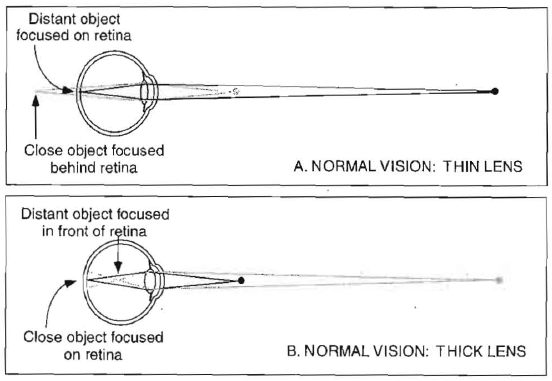 Distant object
focused on retina
Close object focused
behind retina
A. NORMAL VISION: THIN LENS
Distant object focused
in front of retina
Close object focused
on retina
B. NORMAL VISION: THICK LENS